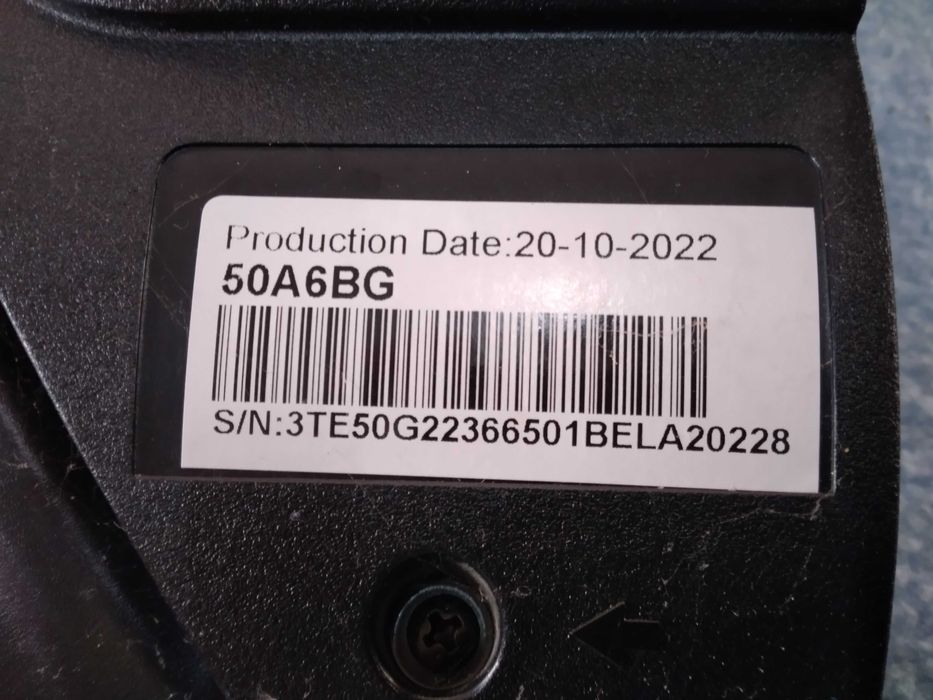 Production Date:20-10-2022
50A6BG
S/N:3TE50G22366501BELA20228